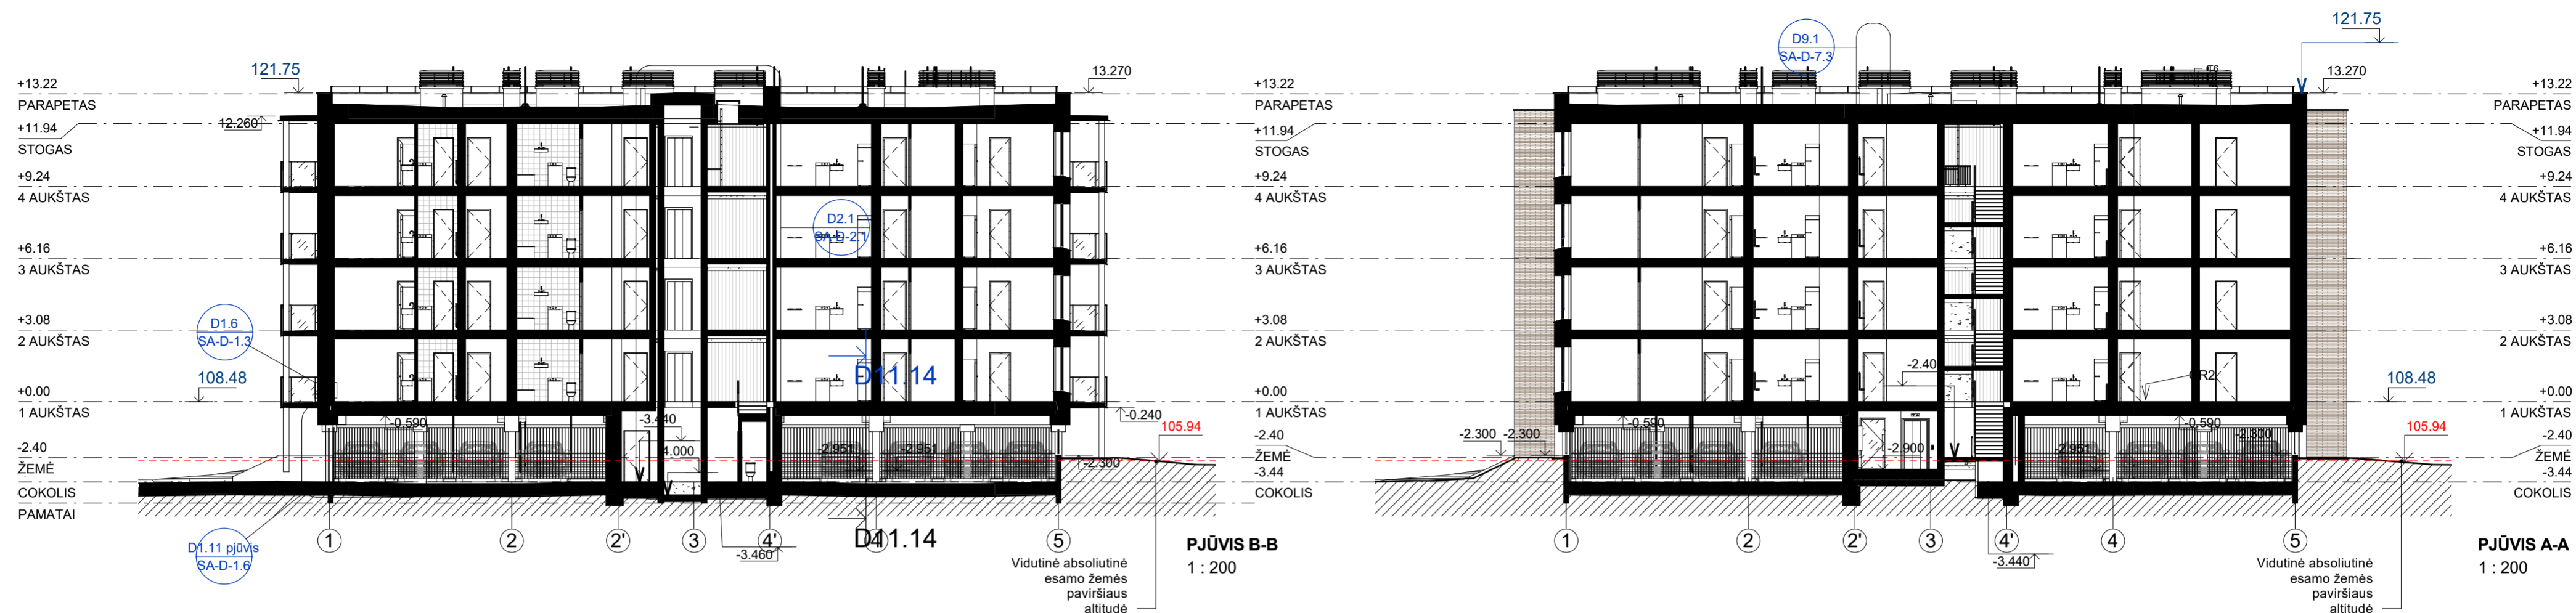 121.75
+13.22
PARAPETAS
+11.94
STOGAS
12.260
+9.24
4 AUKŠTAS
+6.16
3 AUKŠTAS
+3.08
2 AUKŠTAS
D1.6
SA-D-1.3
108.48
+0.00
1 AUKŠTAS
-2.40
ŽEMĖ
COKOLIS
PAMATAI
D1.11 pjūvis
SA-D-1.6
13.270
D2.1
SA-D-2.1
D11.14
-0.590
-3.440
-2.951
-2.951
-0.240
105.94
-2.300
D11.14
-3.460
1
2
2'
3
4'
5
Vidutinė absoliutinė
esamo žemės
paviršiaus
altitudė
PJŪVIS B-B
1 : 200
+13.22
PARAPETAS
+11.94
STOGAS
+9.24
4 AUKŠTAS
+6.16
3 AUKŠTAS
+3.08
2 AUKŠTAS
+0.00
1 AUKŠTAS
-2.40
ŽEMĖ
-3.44
COKOLIS
D9.1
SA-D-7.3
121.75
13.270
+13.22
PARAPETAS
+11.94
STOGAS
+9.24
4 AUKŠTAS
+6.16
3 AUKŠTAS
+3.08
2 AUKŠTAS
108.48
+0.00
1 AUKŠTAS
105.94
-2.40
ŽEMĖ
-3.44
COKOLIS
-2.40
-2.300
-2.300
-0.590
-2.900
-0.590
-2.951
-2.300
-3.440
1
2
2'
3
4'
4
5
Vidutinė absoliutinė
esamo žemės
paviršiaus
altitudė
PJŪVIS A-A
1 : 200